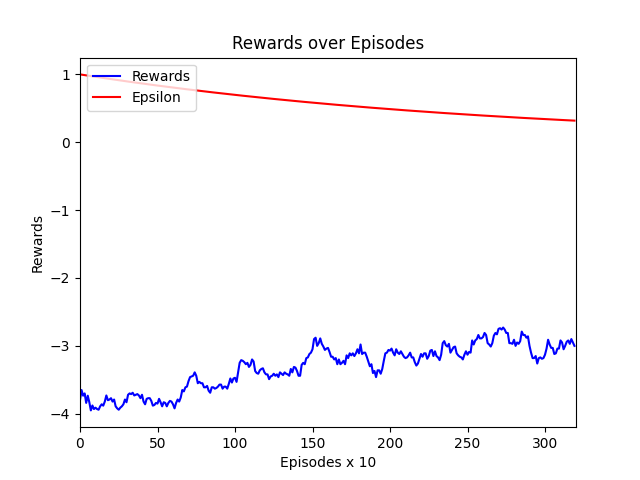 Rewards over Episodes
Rewards
Epsilon
1
0
−1
−2
−3
−4
Rewards
0 50 100 150 200 250 300
Episodes x 10